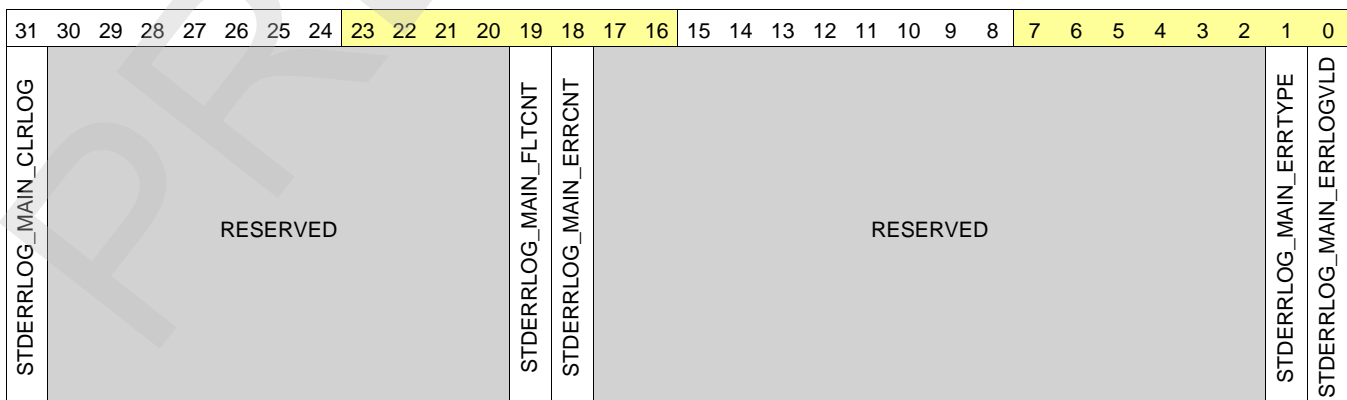 31 30 29 28 27 26 25 24 23 22 21 20 19 18 17 16 15 14 13 12 11 10 9 8 7 6 5 4 3 2 1 0
STDERRLOG_MAIN_CLRLOG
RESERVED
STDERRLOG_MAIN_FLTCNT
STDERRLOG_MAIN_ERRCNT
RESERVED
STDERRLOG_MAIN_ERRTYPE
STDERRLOG_MAIN_ERRLOGVLD